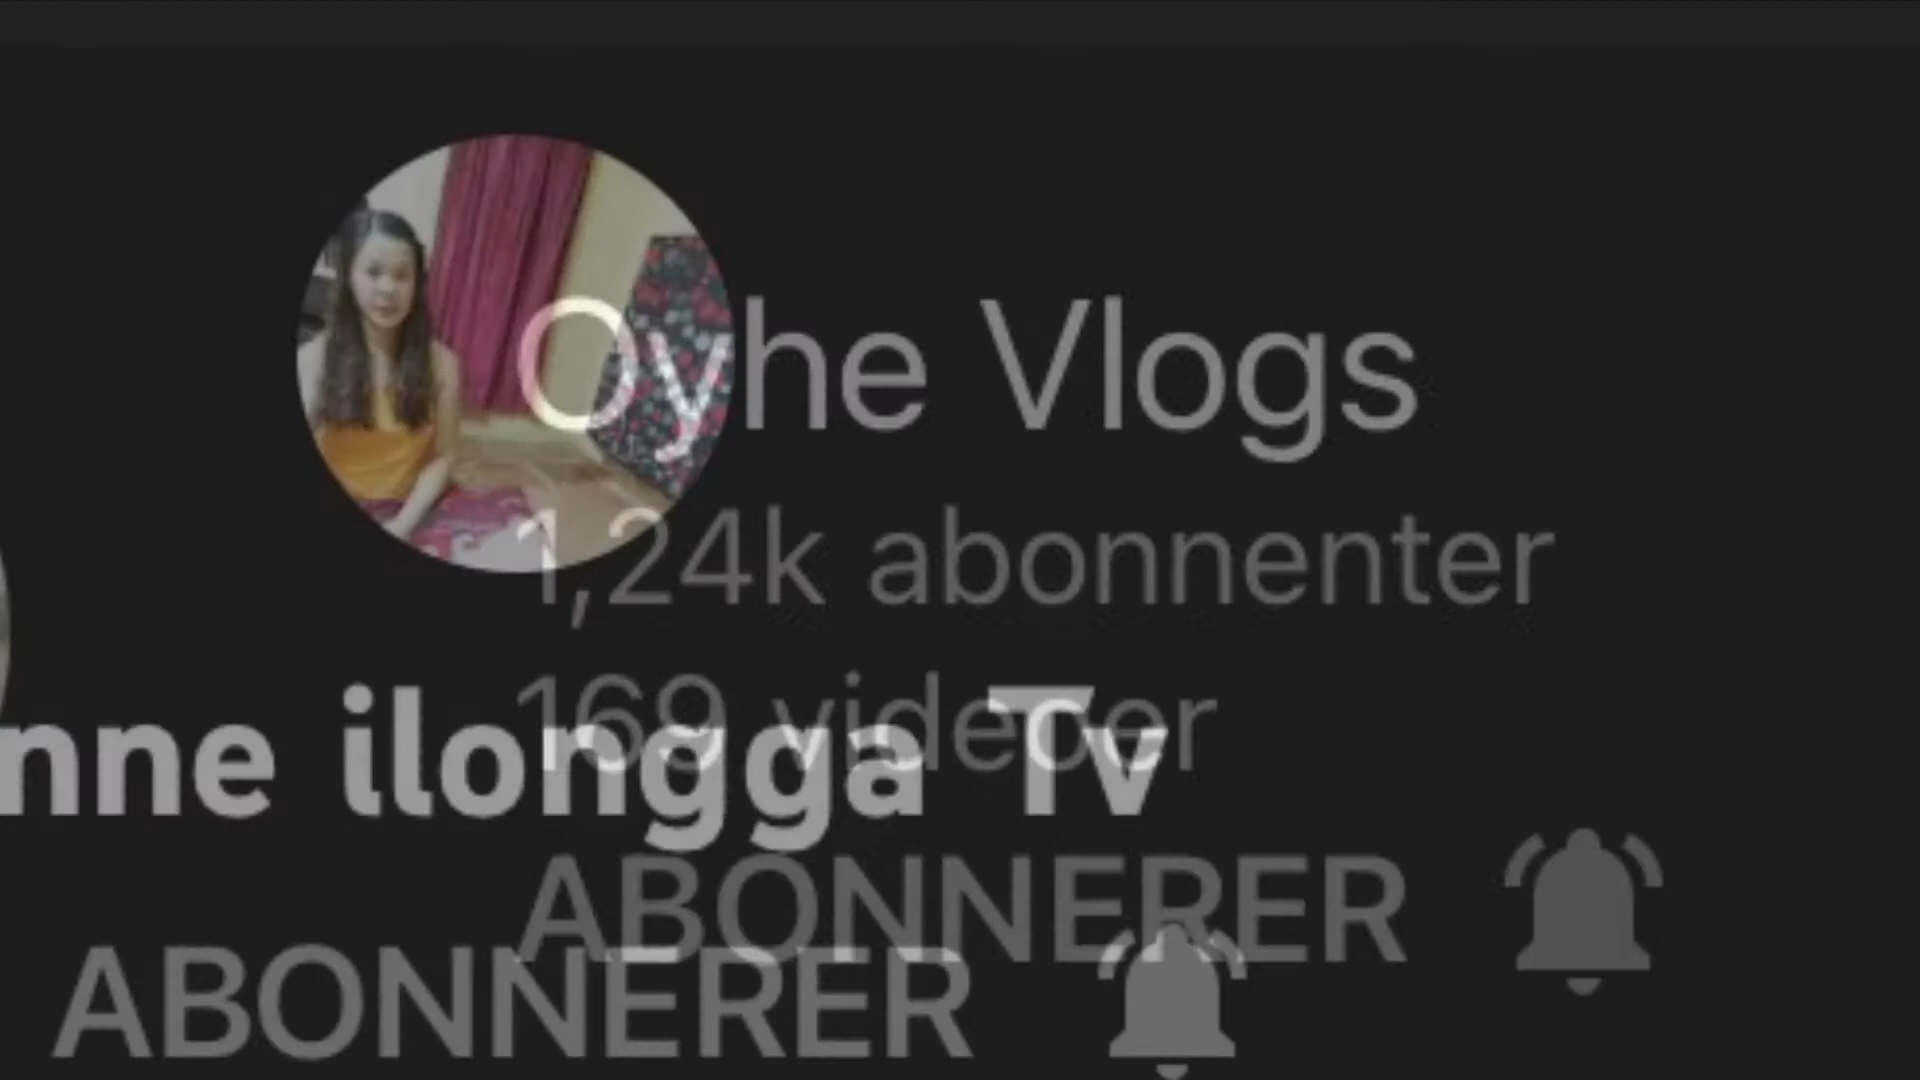 Oyhe Vlogs
1,24k abonnenter
169 videoer
nne ilongga Tv
ABONNERER
ABONNERER